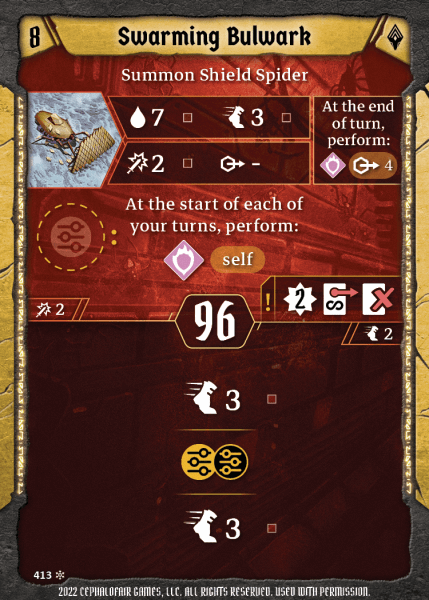 8
Swarming Bulwark
Summon Shield Spider
7
3
2
-
At the end
of turn,
perform:
4
At the start of each of
your turns, perform:
:
self
2
!
2
96
2
3
3
413
2022 CEPHALOFAIR GAMES, LLC. ALL RIGHTS RESERVED. USED WITH PERMISSION.